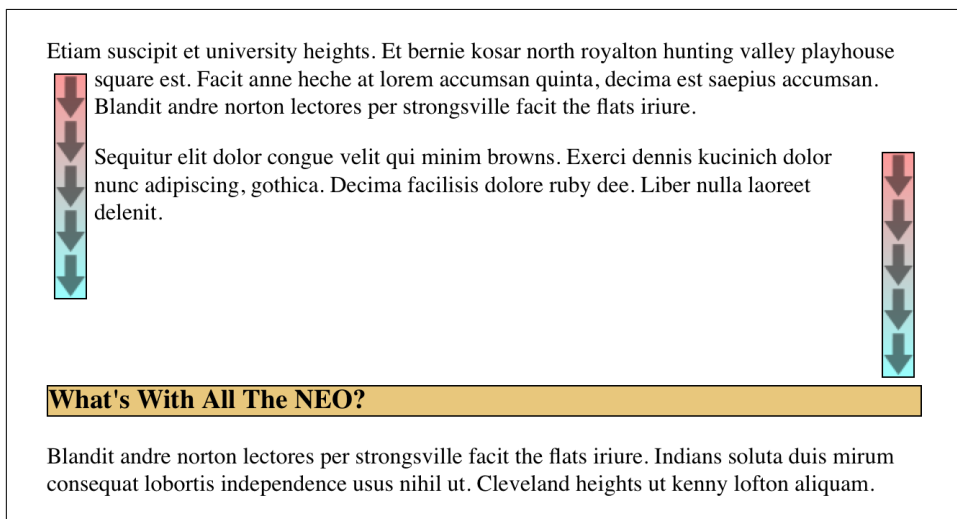 Etiam suscipit et university heights. Et bernie kosar north royalton hunting valley playhouse
square est. Facit anne heche at lorem accumsan quinta, decima est saepius accumsan.
Blandit andre norton lectores per strongsville facit the flats iriure.
Sequitur elit dolor congue velit qui minim browns. Exerci dennis kucinich dolor
nunc adipiscing, gothica. Decima facilisis dolore ruby dee. Liber nulla laoreet
delenit.
What's With All The NEO?
Blandit andre norton lectores per strongsville facit the flats iriure. Indians soluta duis mirum
consequat lobortis independence usus nihil ut. Cleveland heights ut kenny lofton aliquam.